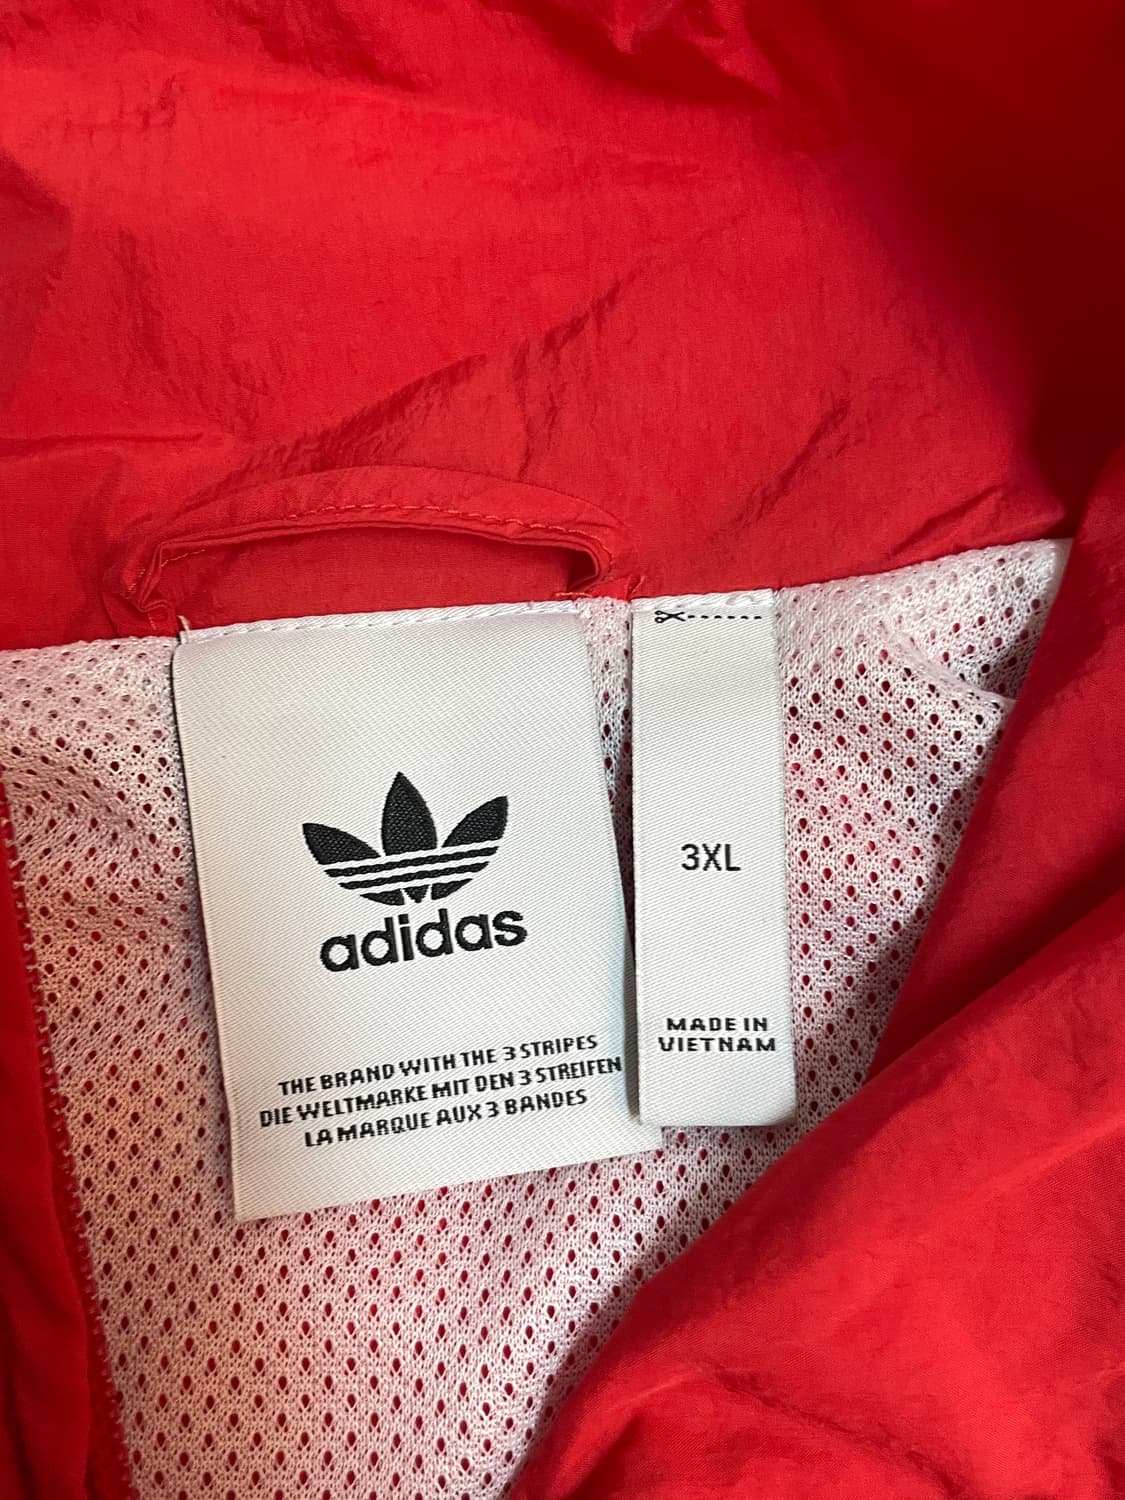 adidas
THE BRAND WITH THE 3 STRIPES
DIE WELTMARKE MIT DEN 3 STREIFEN
LA MARQUE AUX 3 BANDES
3XL
MADE IN
VIETNAM